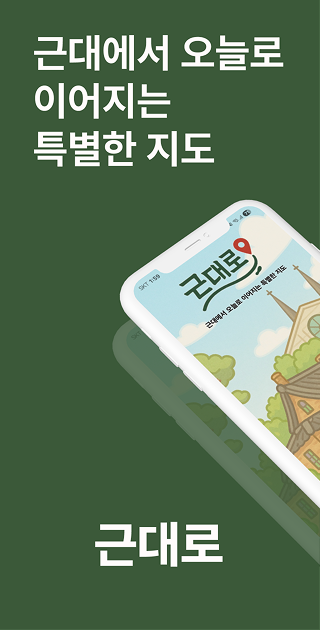 근대에서 오늘로
이어지는
특별한 지도
SKT 1:59
근대로
근대에서 오늘로 이어지는 특별한 지도
근대로